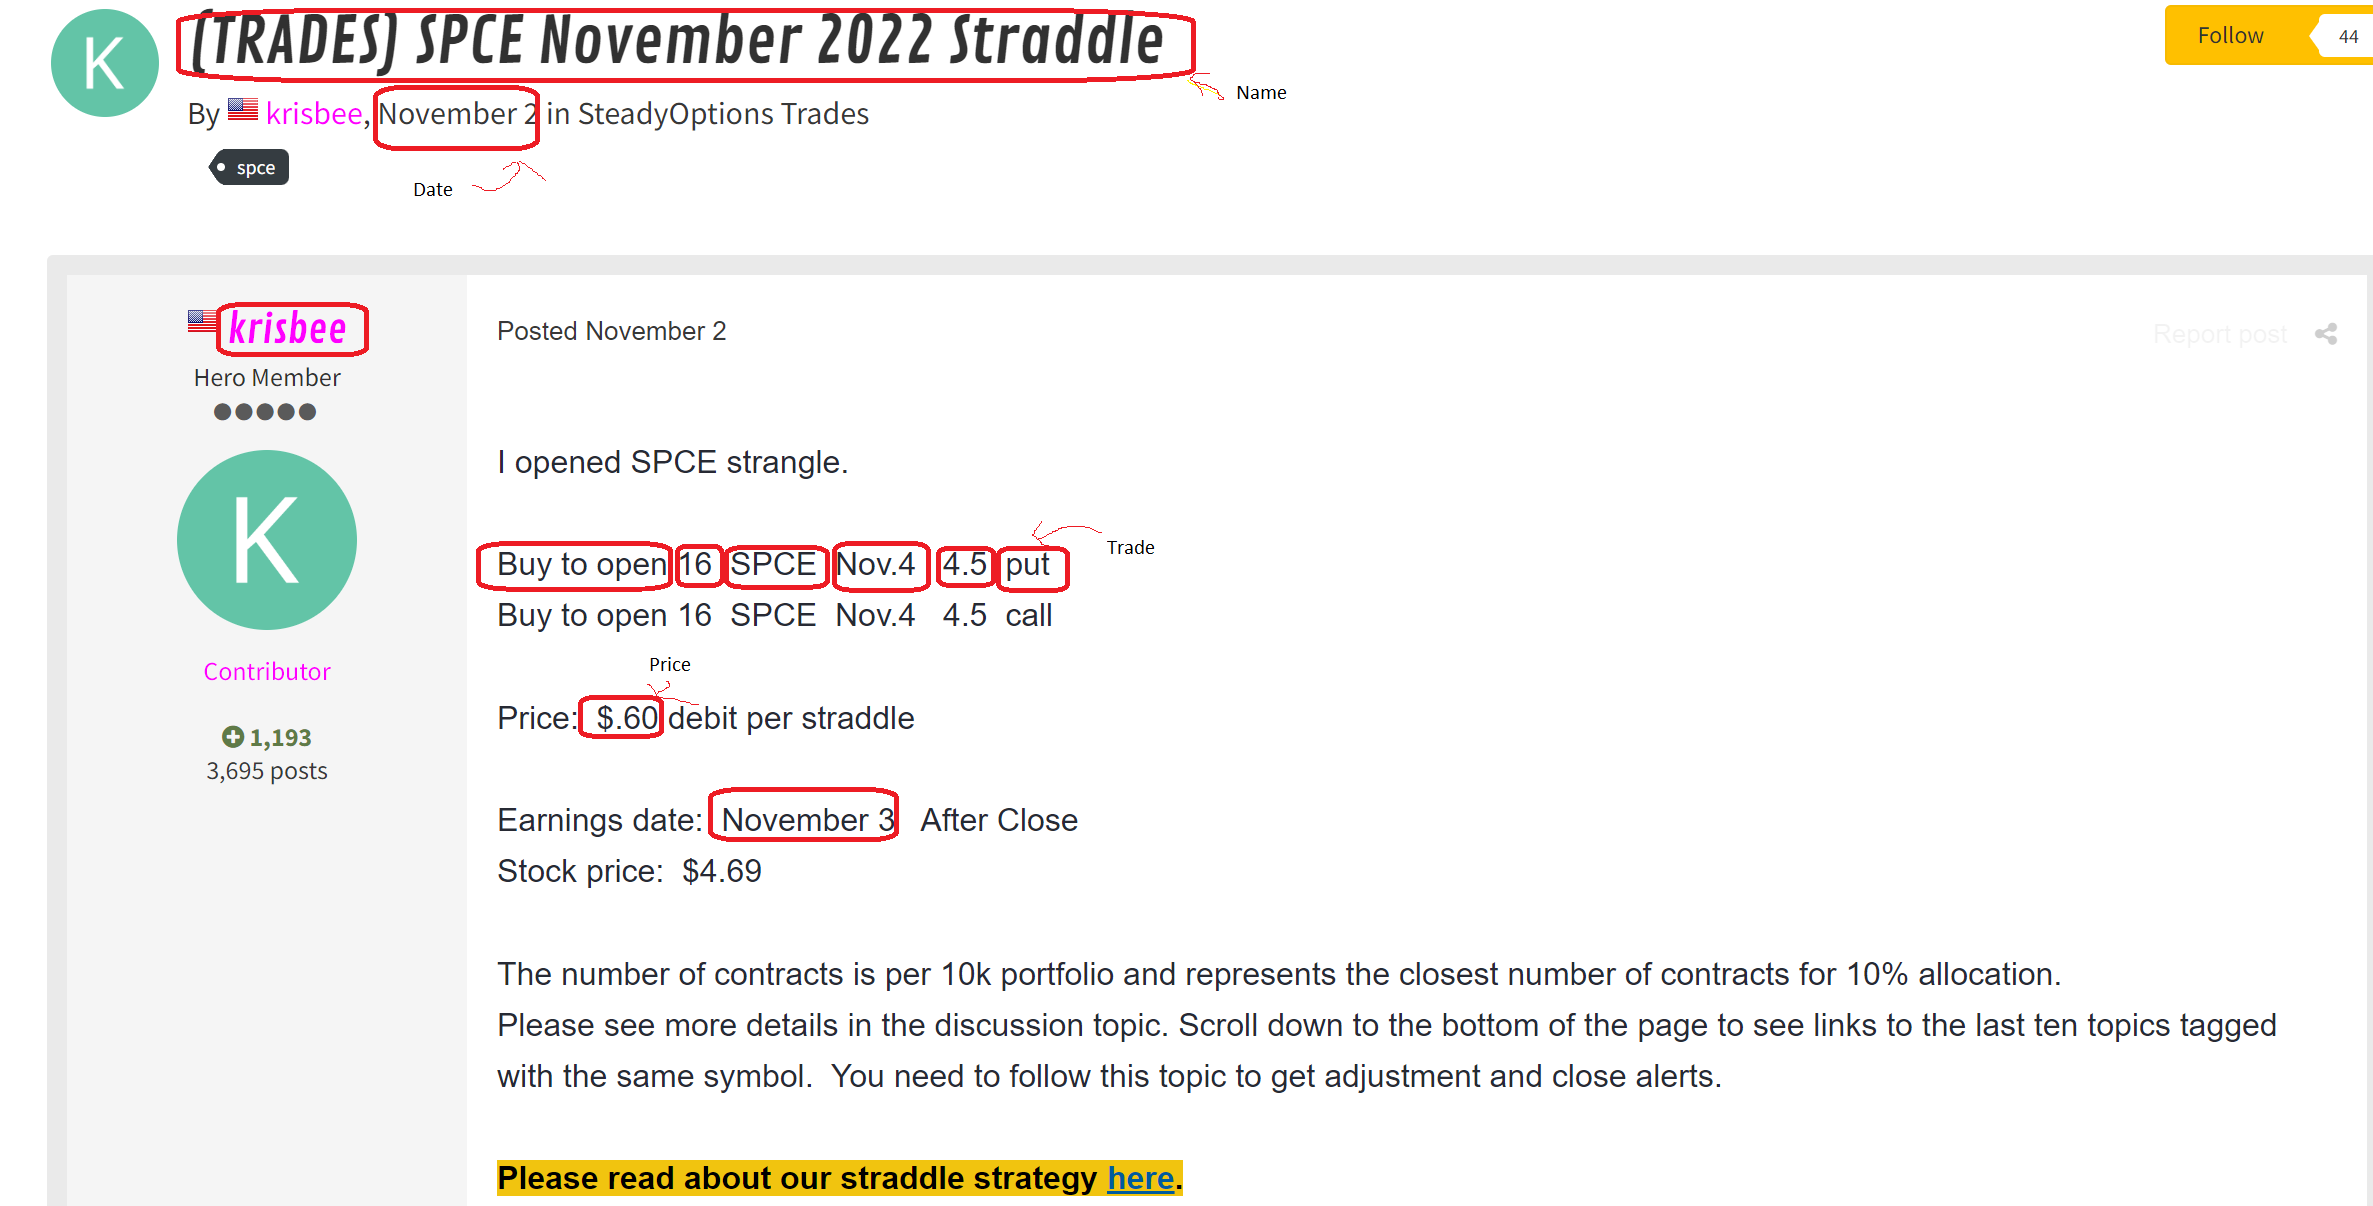 K
(TRADES) SPCE November 2022 Straddle
Follow 44
Name
By krisbee, November 2 in SteadyOptions Trades
spce
Date
krisbee
Hero Member
K
Contributor
1,193
3,695 posts
Posted November 2
Report post
I opened SPCE strangle.
Trade
Buy to open 16 SPCE Nov.4 4.5 put
Buy to open 16 SPCE Nov.4 4.5 call
Price
Price: $.60 debit per straddle
Earnings date: November 3 After Close
Stock price: $4.69
The number of contracts is per 10k portfolio and represents the closest number of contracts for 10% allocation.
Please see more details in the discussion topic. Scroll down to the bottom of the page to see links to the last ten topics tagged
with the same symbol. You need to follow this topic to get adjustment and close alerts.
Please read about our straddle strategy here.